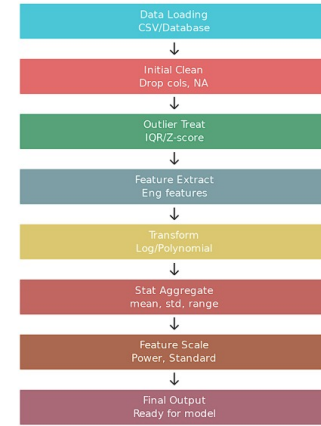 Data Loading
CSV/Database
Initial Clean
Drop cols, NA
Outlier Treat
IQR/Z-score
Feature Extract
Eng features
Transform
Log/Polynomial
Stat Aggregate
mean, std, range
Feature Scale
Power, Standard
Final Output
Ready for model